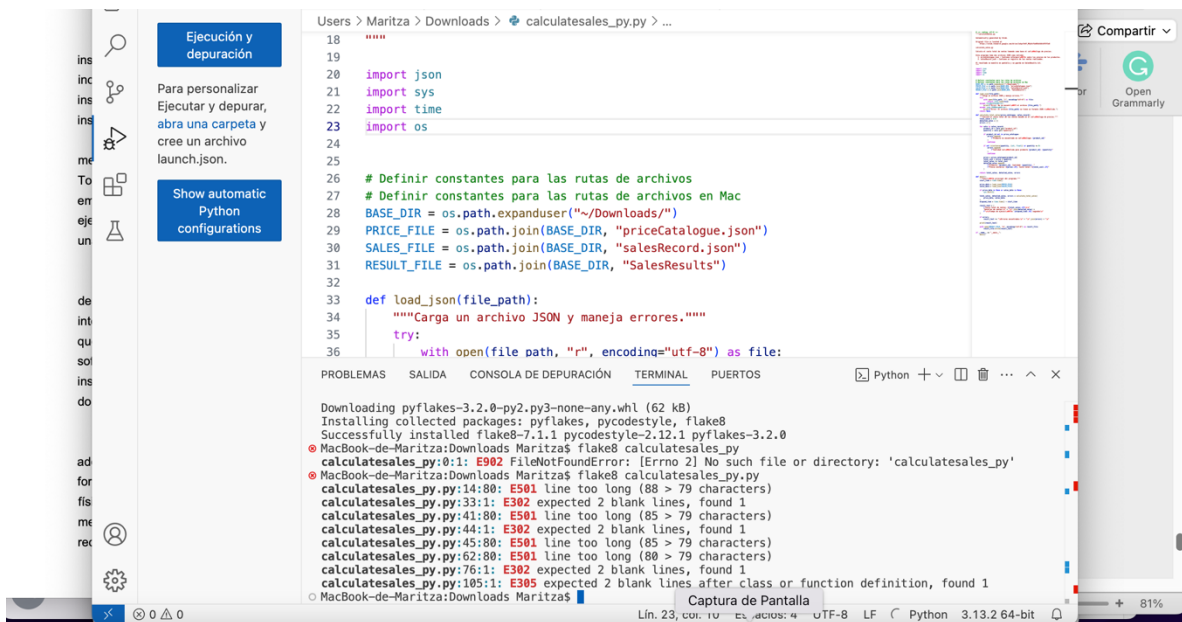 Users > Maritza > Downloads > calculatesales_py.py > ...
Compartir
Open
Grammarly
Ejecución y
depuración
Para personalizar
Ejecutar y depurar,
abra una carpeta y
cree un archivo
launch.json.
Show automatic
Python
configurations
18 """
19
20 import json
21 import sys
22 import time
23 import os
24
25
26 # Definir constantes para las rutas de archivos
27 # Definir constantes para las rutas de archivos en Mac
28 BASE_DIR = os.path.expanduser("~/Downloads/")
29 PRICE_FILE = os.path.join(BASE_DIR, "priceCatalogue.json")
30 SALES_FILE = os.path.join(BASE_DIR, "salesRecord.json")
31 RESULT_FILE = os.path.join(BASE_DIR, "SalesResults")
32
33 def load_json(file_path):
34 """Carga un archivo JSON y maneja errores."""
35 try:
36 with open(file_path, "r", encoding="utf-8") as file:
PROBLEMAS SALIDA CONSOLA DE DEPURACIÓN TERMINAL PUERTOS Python
Downloading pyflakes-3.2.0-py2.py3-none-any.whl (62 kB)
Installing collected packages: pyflakes, pycodestyle, flake8
Successfully installed flake8-7.1.1 pycodestyle-2.12.1 pyflakes-3.2.0
MacBook-de-Maritza:Downloads Maritza$ flake8 calculatesales_py
calculatesales_py:0:1: E902 FileNotFoundError: [Errno 2] No such file or directory: 'calculatesales_py'
MacBook-de-Maritza:Downloads Maritza$ flake8 calculatesales_py.py
calculatesales_py.py:14:80: E501 line too long (88 > 79 characters)
calculatesales_py.py:33:1: E302 expected 2 blank lines, found 1
calculatesales_py.py:41:80: E501 line too long (85 > 79 characters)
calculatesales_py.py:44:1: E302 expected 2 blank lines, found 1
calculatesales_py.py:45:80: E501 line too long (85 > 79 characters)
calculatesales_py.py:62:80: E501 line too long (80 > 79 characters)
calculatesales_py.py:76:1: E302 expected 2 blank lines, found 1
calculatesales_py.py:105:1: E305 expected 2 blank lines after class or function definition, found 1
MacBook-de-Maritza:Downloads Maritza$
Captura de Pantalla
0 0 Lín. 23, col. 10 UTF-8 LF Python 3.13.2 64-bit
81%